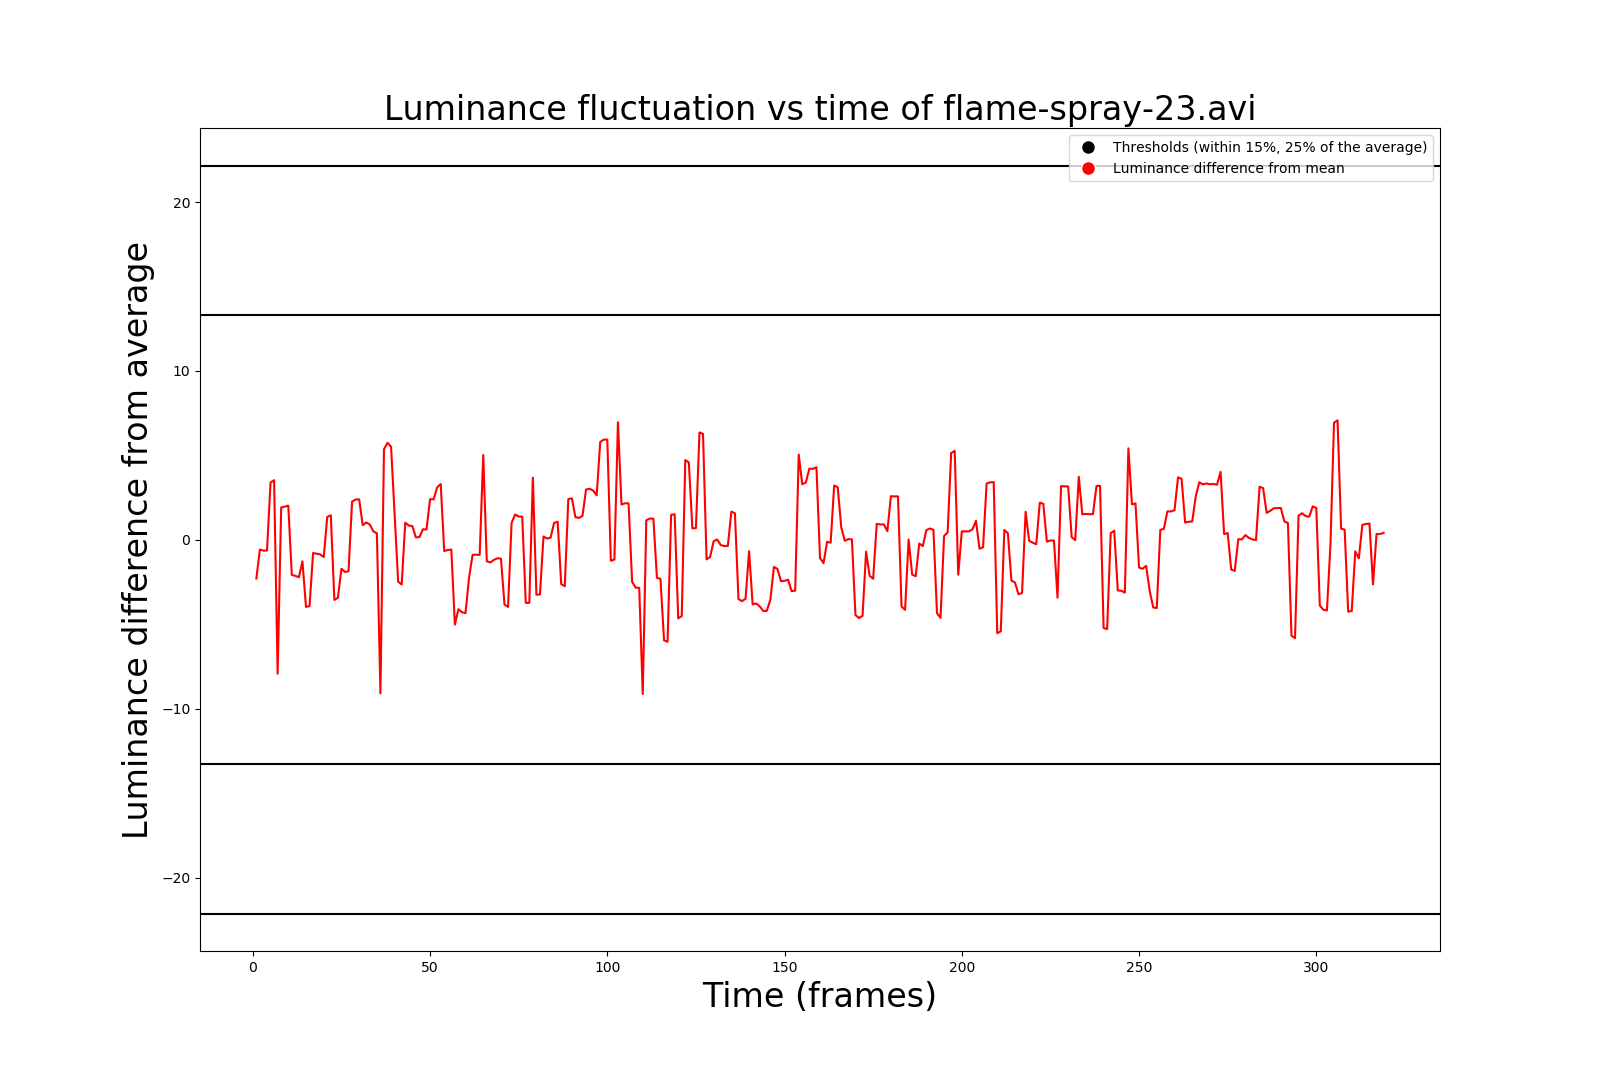 Luminance fluctuation vs time of flame-spray-23.avi
Thresholds (within 15%, 25% of the average)
Luminance difference from mean
Luminance difference from average
20
10
0
−10
−20
0 50 100 150 200 250 300
Time (frames)